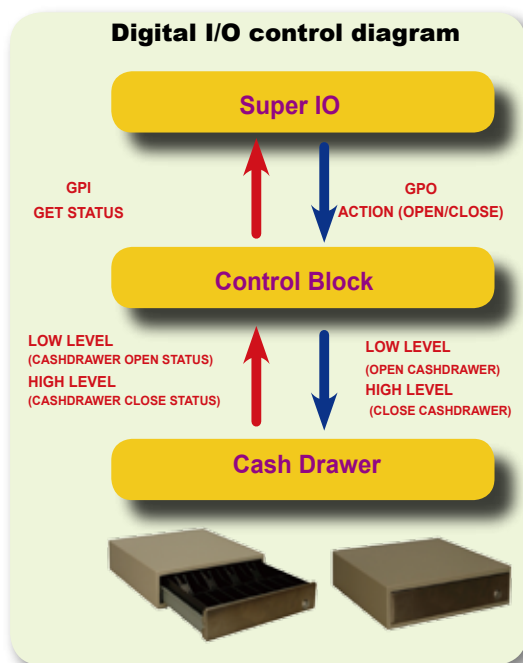 Digital I/O control diagram
Super IO
GPI
GET STATUS
GPO
ACTION (OPEN/CLOSE)
Control Block
LOW LEVEL
(CASHDRAWER OPEN STATUS)
HIGH LEVEL
(CASHDRAWER CLOSE STATUS)
LOW LEVEL
(OPEN CASHDRAWER)
HIGH LEVEL
(CLOSE CASHDRAWER)
Cash Drawer